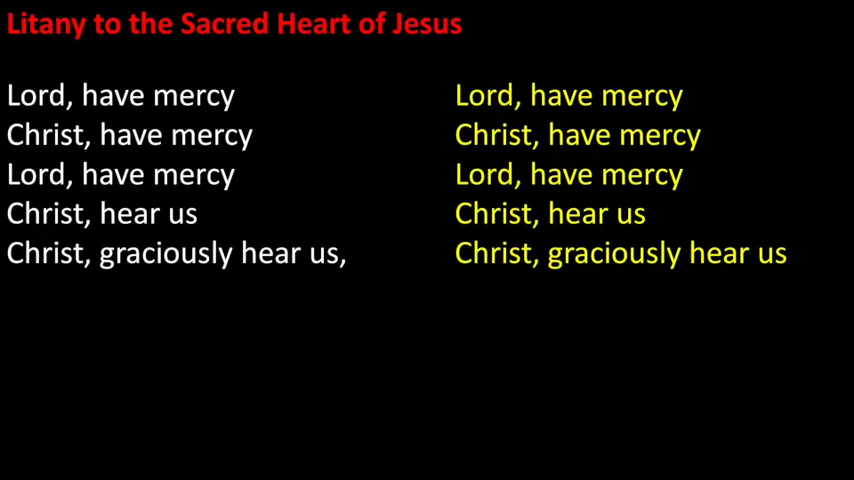 Litany to the Sacred Heart of Jesus
Lord, have mercy Lord, have mercy
Christ, have mercy Christ, have mercy
Lord, have mercy Lord, have mercy
Christ, hear us Christ, hear us
Christ, graciously hear us, Christ, graciously hear us